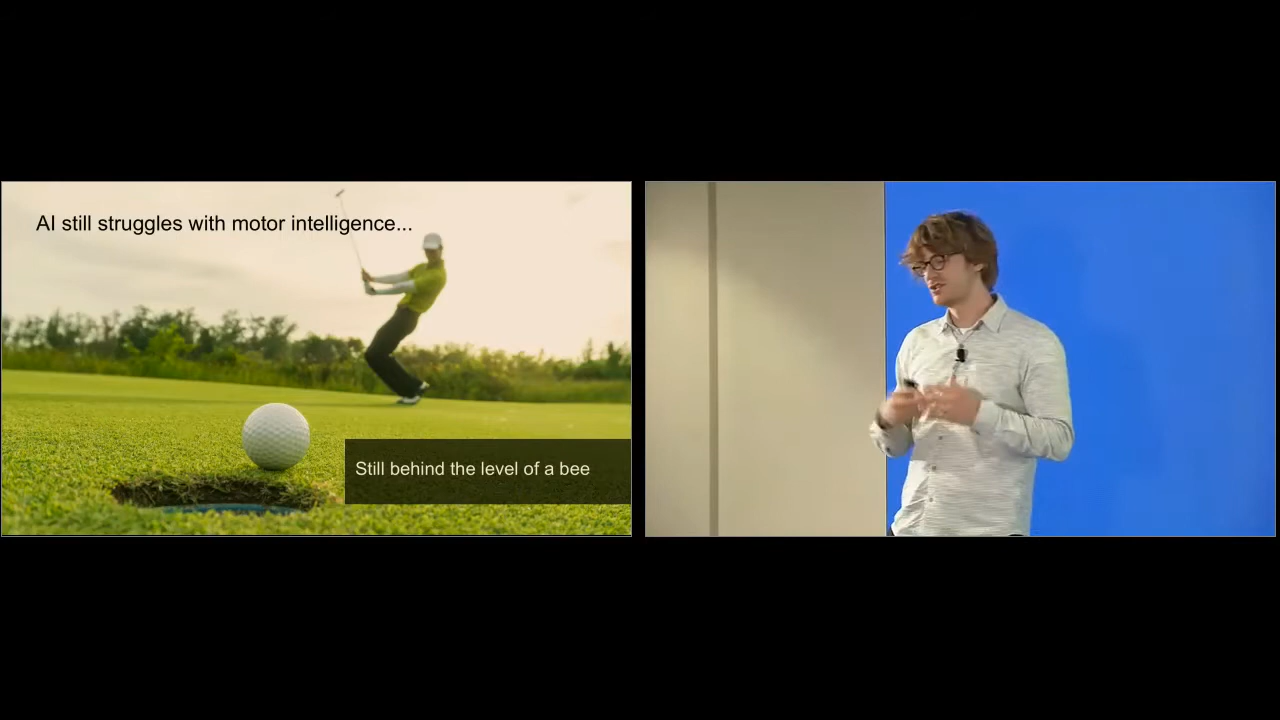 AI still struggles with motor intelligence...
Still behind the level of a bee